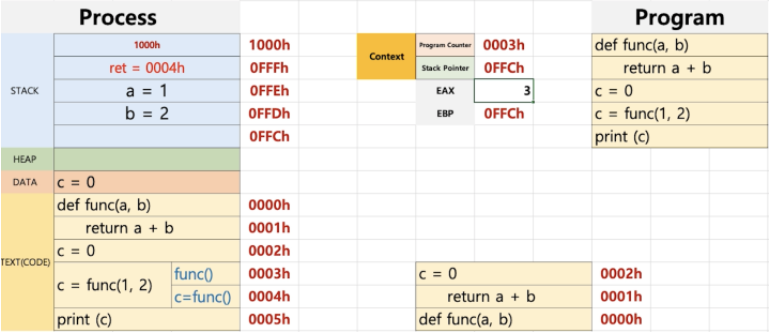 Process
Program
1000h
1000h
Context
Program Counter
0003h
def func(a, b)
ret = 0004h
0FFFh
Stack Pointer
0FFCh
return a + b
STACK
a = 1
0FFEh
EAX
3
c = 0
b = 2
0FFDh
EBP
0FFCh
c = func(1, 2)
0FFCh
print (c)
HEAP
DATA
c = 0
def func(a, b)
0000h
return a + b
0001h
TEXT(CODE)
c = 0
0002h
c = func(1, 2)
func()
0003h
c = 0
0002h
c=func()
0004h
return a + b
0001h
print (c)
0005h
def func(a, b)
0000h